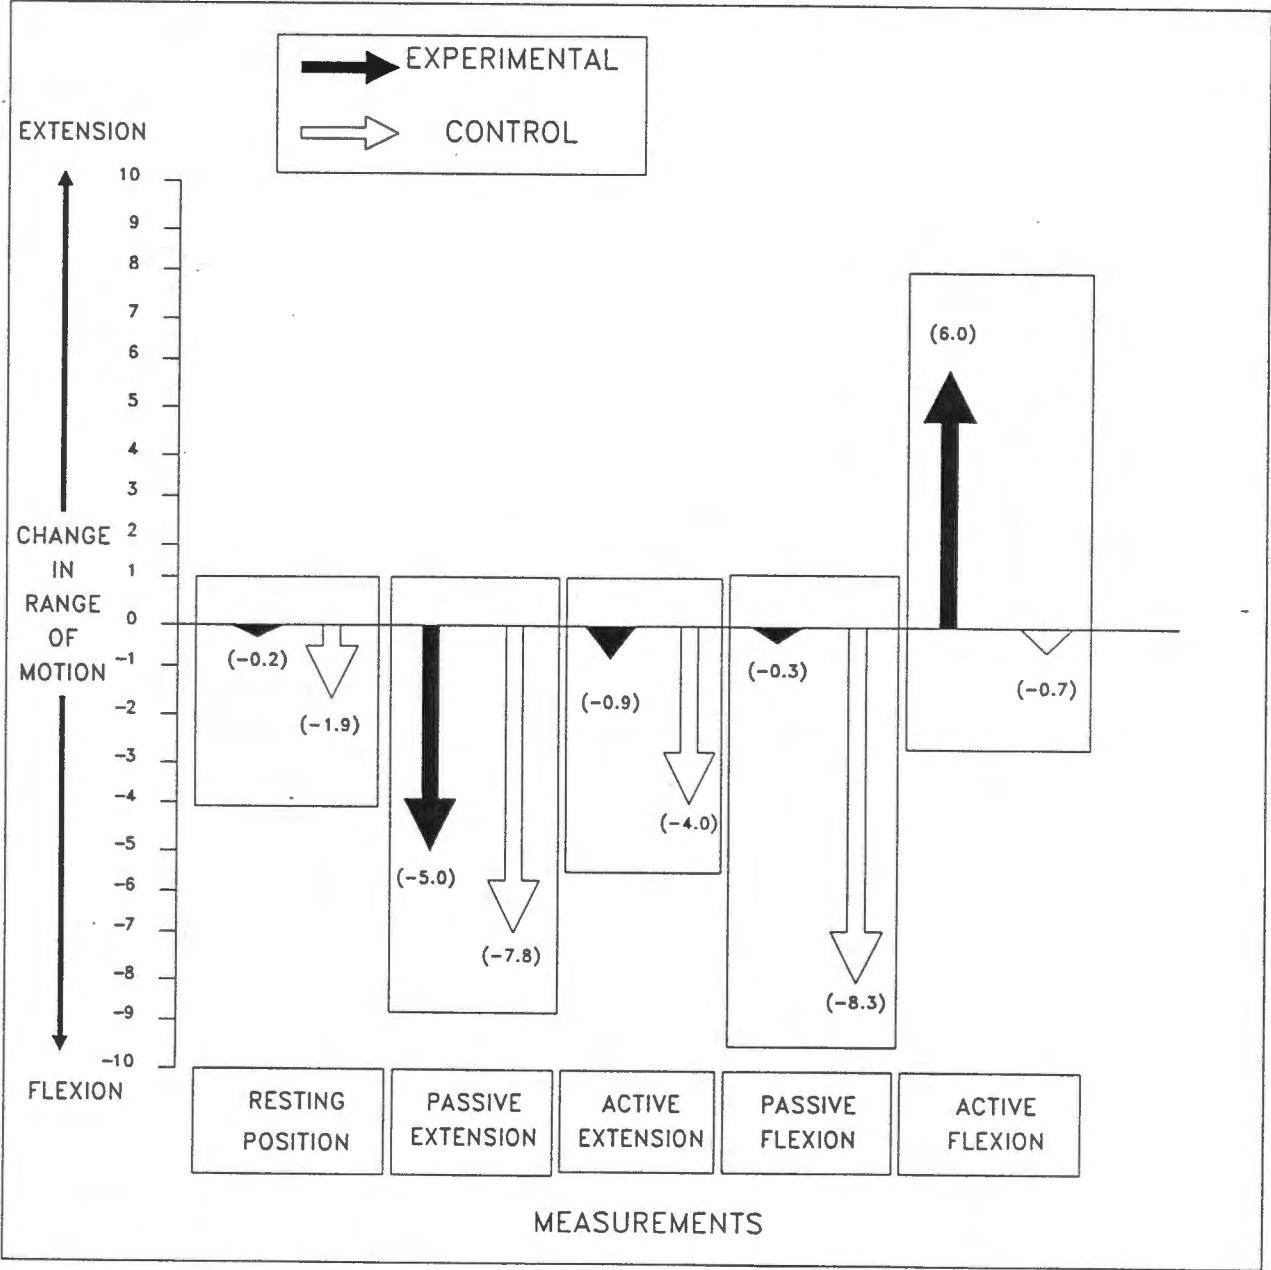 EXPERIMENTAL
CONTROL
EXTENSION
10
9
8
7
6
5
4
3
2
1
0
-1
-2
-3
-4
-5
-6
-7
-8
-9
-10
CHANGE
IN
RANGE
OF
MOTION
FLEXION
(-0.2)
(-1.9)
(-5.0)
(-7.8)
(-0.9)
(-4.0)
(-0.3)
(-8.3)
(6.0)
(-0.7)
RESTING
POSITION
PASSIVE
EXTENSION
ACTIVE
EXTENSION
PASSIVE
FLEXION
ACTIVE
FLEXION
MEASUREMENTS